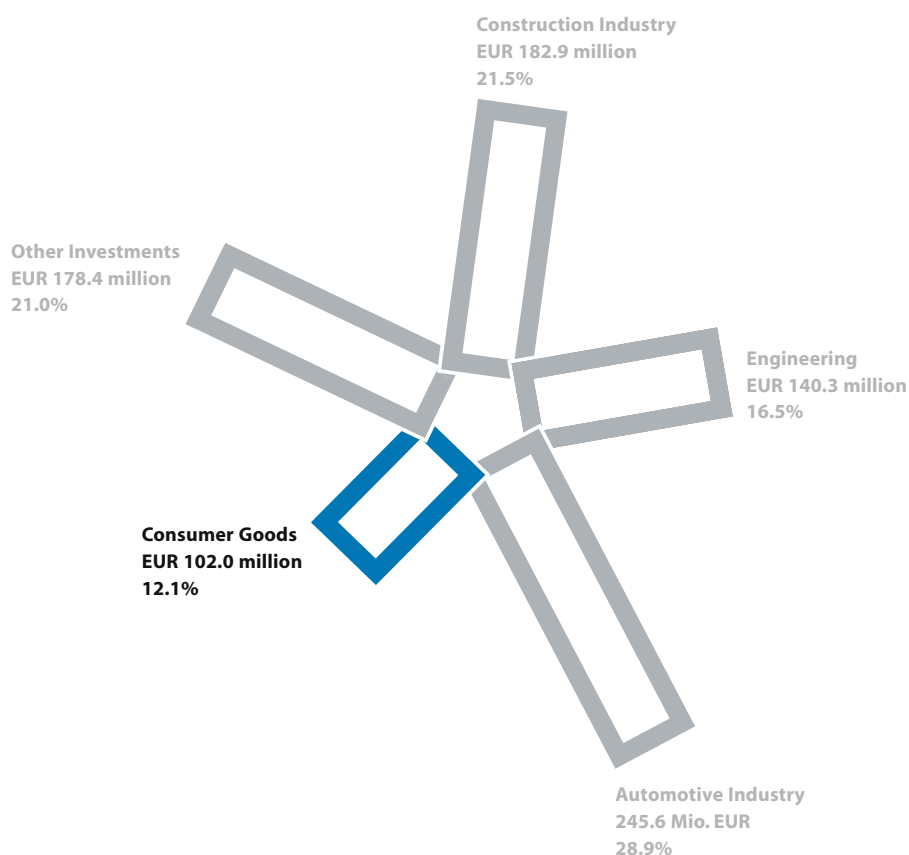 Construction Industry
EUR 182.9 million
21.5%
Other Investments
EUR 178.4 million
21.0%
Engineering
EUR 140.3 million
16.5%
Consumer Goods
EUR 102.0 million
12.1%
Automotive Industry
245.6 Mio. EUR
28.9%